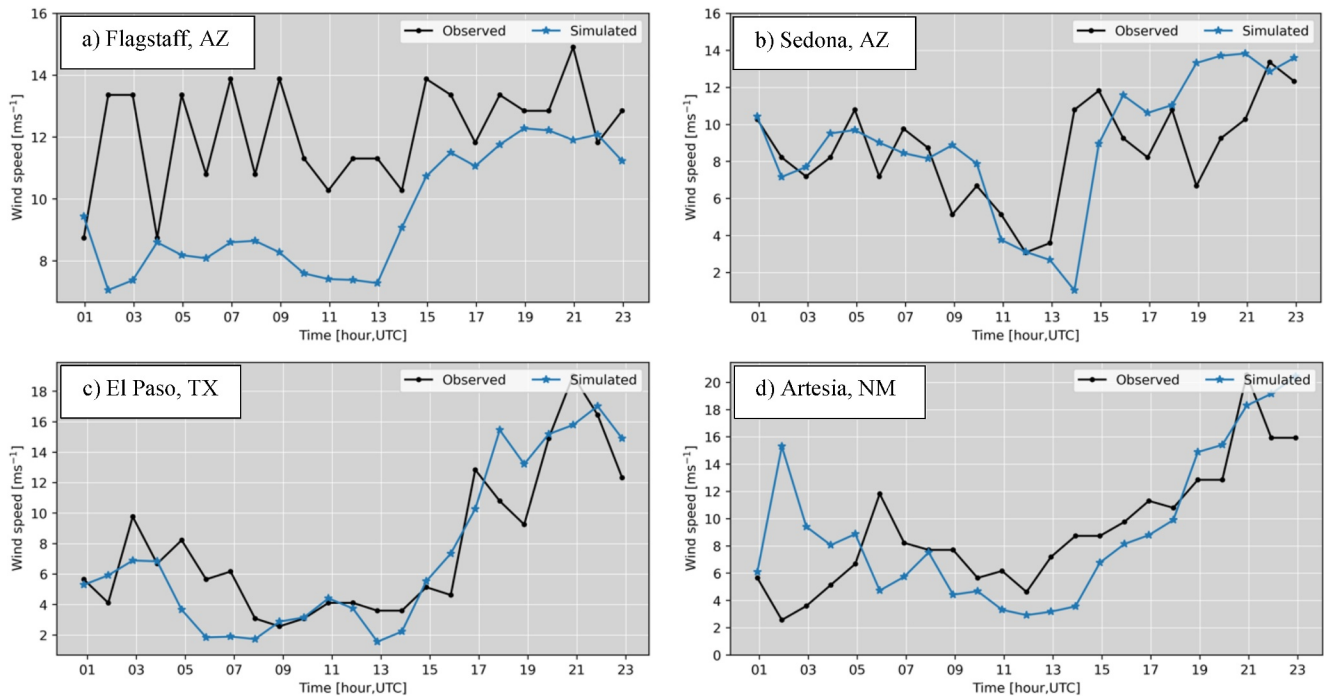 a) Flagstaff, AZ
Observed Simulated
16
14
12
10
8
Wind speed [ms⁻¹]
01 03 05 07 09 11 13 15 17 19 21 23
Time [hour,UTC]
b) Sedona, AZ
Observed Simulated
16
14
12
10
8
6
4
2
Wind speed [ms⁻¹]
01 03 05 07 09 11 13 15 17 19 21 23
Time [hour,UTC]
c) El Paso, TX
Observed Simulated
18
16
14
12
10
8
6
4
2
Wind speed [ms⁻¹]
01 03 05 07 09 11 13 15 17 19 21 23
Time [hour,UTC]
d) Artesia, NM
Observed Simulated
20
18
16
14
12
10
8
6
4
2
0
Wind speed [ms⁻¹]
01 03 05 07 09 11 13 15 17 19 21 23
Time [hour,UTC]